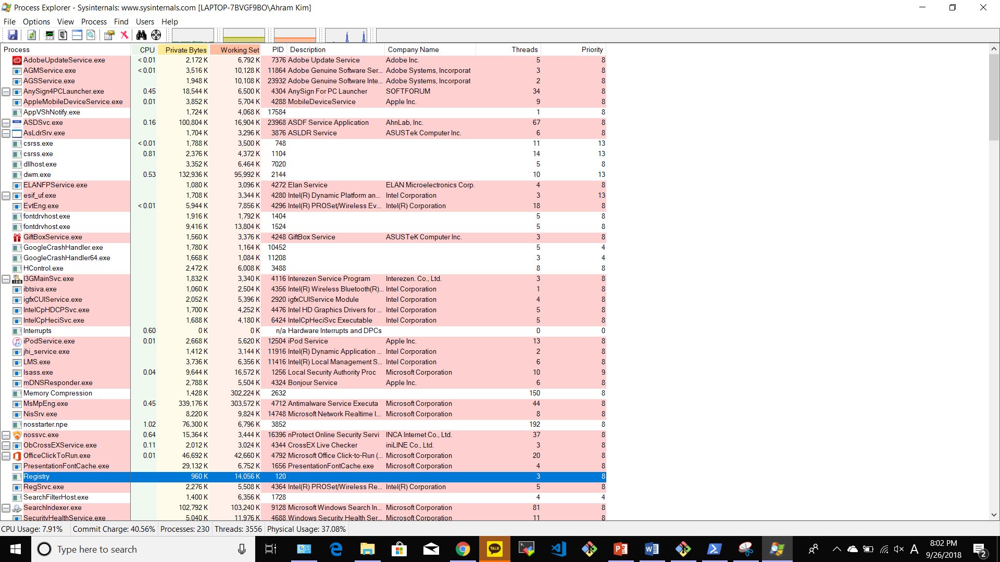 Process Explorer - Sysinternals: www.sysinternals.com [LAPTOP-7BVGF9BO\Ahram Kim]
File Options View Process Find Users Help
Process CPU Private Bytes Working Set PID Description Company Name Threads Priority
AdobeUpdateService.exe < 0.01 2,172 K 6,792 K 7376 Adobe Update Service Adobe Inc. 5 8
AGMService.exe < 0.01 3,516 K 10,128 K 11864 Adobe Genuine Software Ser... Adobe Systems, Incorporat 3 8
AGSService.exe 1,948 K 10,108 K 23932 Adobe Genuine Software Inte... Adobe Systems, Incorporat 2 8
AnySign4PCLauncher.exe 0.45 18,544 K 6,500 K 4304 AnySign For PC Launcher SOFTFORUM 34 8
AppleMobileDeviceService.exe 0.01 3,852 K 5,704 K 4288 MobileDeviceService Apple Inc. 9 8
AppVShNotify.exe 1,724 K 4,068 K 17584 1 8
ASDSvc.exe 0.16 100,804 K 16,904 K 23968 ASDF Service Application AhnLab, Inc. 67 8
AsLdrSrv.exe 1,704 K 3,296 K 3876 ASLDR Service ASUSTek Computer Inc. 6 8
csrss.exe < 0.01 1,788 K 3,500 K 748 11 13
csrss.exe 0.81 2,376 K 4,372 K 1104 14 13
dllhost.exe 3,352 K 6,464 K 7020 5 8
dwm.exe 0.53 132,936 K 95,992 K 2144 10 13
ELANFPService.exe 1,080 K 3,096 K 4272 Elan Service ELAN Microelectronics Corp. 4 8
esif_uf.exe 1,708 K 3,344 K 4280 Intel(R) Dynamic Platform an... Intel Corporation 3 13
EvtEng.exe < 0.01 5,944 K 7,856 K 4296 Intel(R) PROSet/Wireless Ev... Intel(R) Corporation 18 8
fontdrvhost.exe 1,916 K 1,792 K 1404 5 8
fontdrvhost.exe 9,416 K 13,804 K 1524 5 8
GiftBoxService.exe 1,560 K 3,376 K 4248 GiftBox Service ASUSTeK Computer Inc. 3 8
GoogleCrashHandler.exe 1,780 K 1,164 K 10452 5 4
GoogleCrashHandler64.exe 1,668 K 1,084 K 11208 3 4
HControl.exe 2,472 K 6,008 K 3488 8 8
I3GMainSvc.exe 1,832 K 3,340 K 4116 Interezen Service Program Interezen. Co., Ltd. 3 8
ibtsiva.exe 1,060 K 2,504 K 4356 Intel(R) Wireless Bluetooth(R)... Intel Corporation 1 8
igfxCUIService.exe 2,052 K 5,396 K 2920 igfxCUIService Module Intel Corporation 4 8
IntelCpHDCPSvc.exe 1,700 K 4,252 K 4476 Intel HD Graphics Drivers for ... Intel Corporation 5 8
IntelCpHeciSvc.exe 1,688 K 4,180 K 6424 IntelCpHeciSvc Executable Intel Corporation 5 8
Interrupts 0.60 0 K 0 K n/a Hardware Interrupts and DPCs 0 0
iPodService.exe 0.01 2,668 K 5,620 K 12504 iPod Service Apple Inc. 13 8
jhi_service.exe 1,412 K 3,144 K 11916 Intel(R) Dynamic Application ... Intel Corporation 2 8
LMS.exe 3,736 K 6,356 K 11416 Intel(R) Local Management S... Intel Corporation 6 8
lsass.exe 0.04 9,644 K 16,572 K 1256 Local Security Authority Proc Microsoft Corporation 10 9
mDNSResponder.exe 2,788 K 5,504 K 4324 Bonjour Service Apple Inc. 6 8
Memory Compression 1,428 K 302,224 K 2632 150 8
MsMpEng.exe 0.45 339,176 K 303,572 K 4712 Antimalware Service Executa Microsoft Corporation 44 8
NisSrv.exe 8,220 K 9,824 K 14748 Microsoft Network Realtime I... Microsoft Corporation 8 8
nosstarter.npe 1.02 76,300 K 6,796 K 3852 192 8
nossvc.exe 0.64 15,364 K 3,444 K 16396 nProtect Online Security Servi INCA Internet Co., Ltd. 37 8
ObCrossEXService.exe 0.11 2,012 K 3,024 K 4344 CrossEX Live Checker iniLINE Co., Ltd. 3 8
OfficeClickToRun.exe 0.01 46,692 K 42,660 K 4792 Microsoft Office Click-to-Run (... Microsoft Corporation 20 8
PresentationFontCache.exe 29,132 K 6,752 K 1656 PresentationFontCache.exe Microsoft Corporation 4 8
Registry 960 K 14,056 K 120 3 8
RegSrvc.exe 2,276 K 5,508 K 4364 Intel(R) PROSet/Wireless Re... Intel(R) Corporation 5 8
SearchFilterHost.exe 1,400 K 6,356 K 1728 4 4
SearchIndexer.exe 102,792 K 103,240 K 9128 Microsoft Windows Search In... Microsoft Corporation 81 8
SecurityHealthService.exe 5,040 K 11,976 K 4688 Windows Security Health Ser... Microsoft Corporation 11 8
CPU Usage: 7.91% Commit Charge: 40.56% Processes: 230 Threads: 3556 Physical Usage: 37.08%
Type here to search
TALK
A
8:02 PM
9/26/2018
2